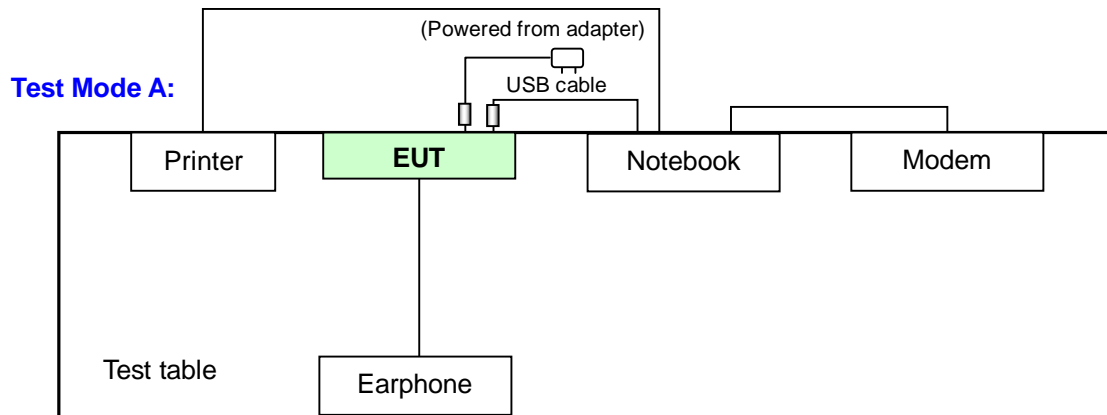 (Powered from adapter)
Test Mode A:
USB cable
Printer
EUT
Notebook
Modem
Test table
Earphone